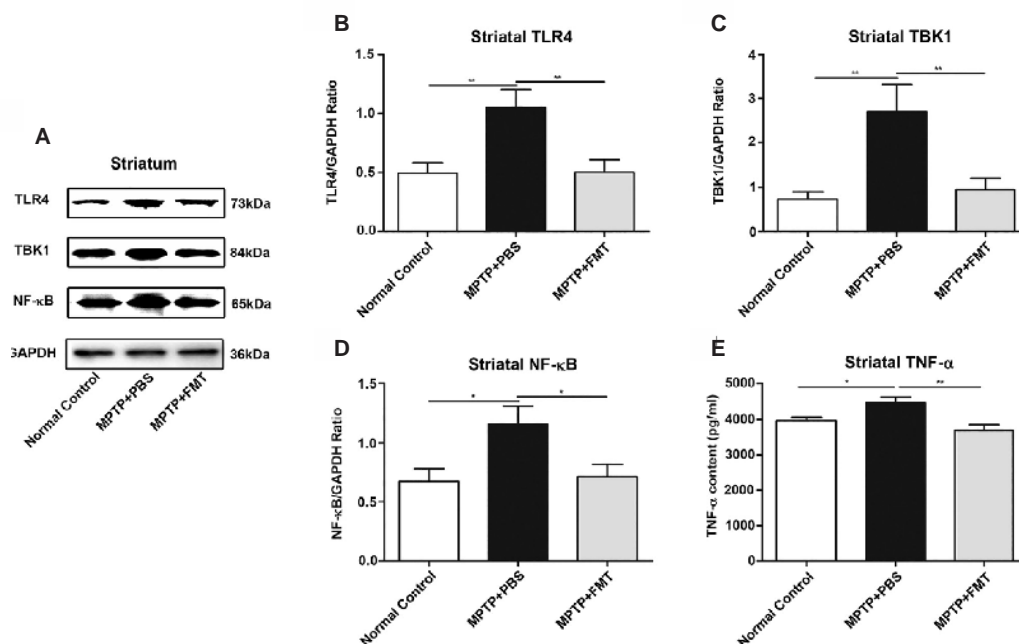 A
Striatum
TLR4
73kDa
TBK1
84kDa
NF-κB
65kDa
GAPDH
36kDa
Normal Control
MPTP+PBS
MPTP+FMT
B
Striatal TLR4
TLR4/GAPDH Ratio
1.5
1.0
0.5
0.0
**
**
Normal Control
MPTP+PBS
MPTP+FMT
C
Striatal TBK1
TBK1/GAPDH Ratio
4
3
2
1
0
**
**
Normal Control
MPTP+PBS
MPTP+FMT
D
Striatal NF-κB
NF-κB/GAPDH Ratio
1.5
1.0
0.5
0.0
*
*
Normal Control
MPTP+PBS
MPTP+FMT
E
Striatal TNF-α
TNF-α content (pg/ml)
5000
4000
3000
2000
1000
0
*
**
Normal Control
MPTP+PBS
MPTP+FMT